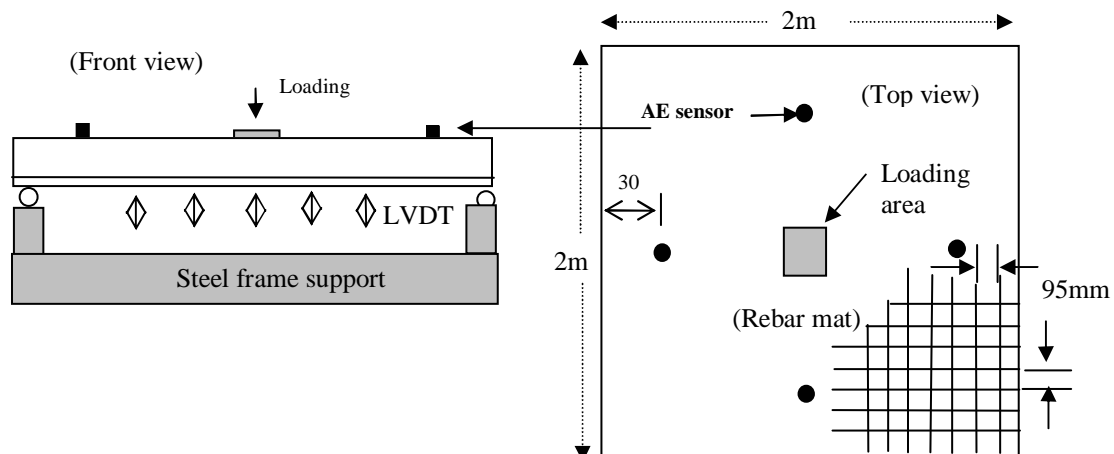 (Front view)
Loading
LVDT
Steel frame support
2m
AE sensor
(Top view)
30
Loading
area
2m
95mm
(Rebar mat)